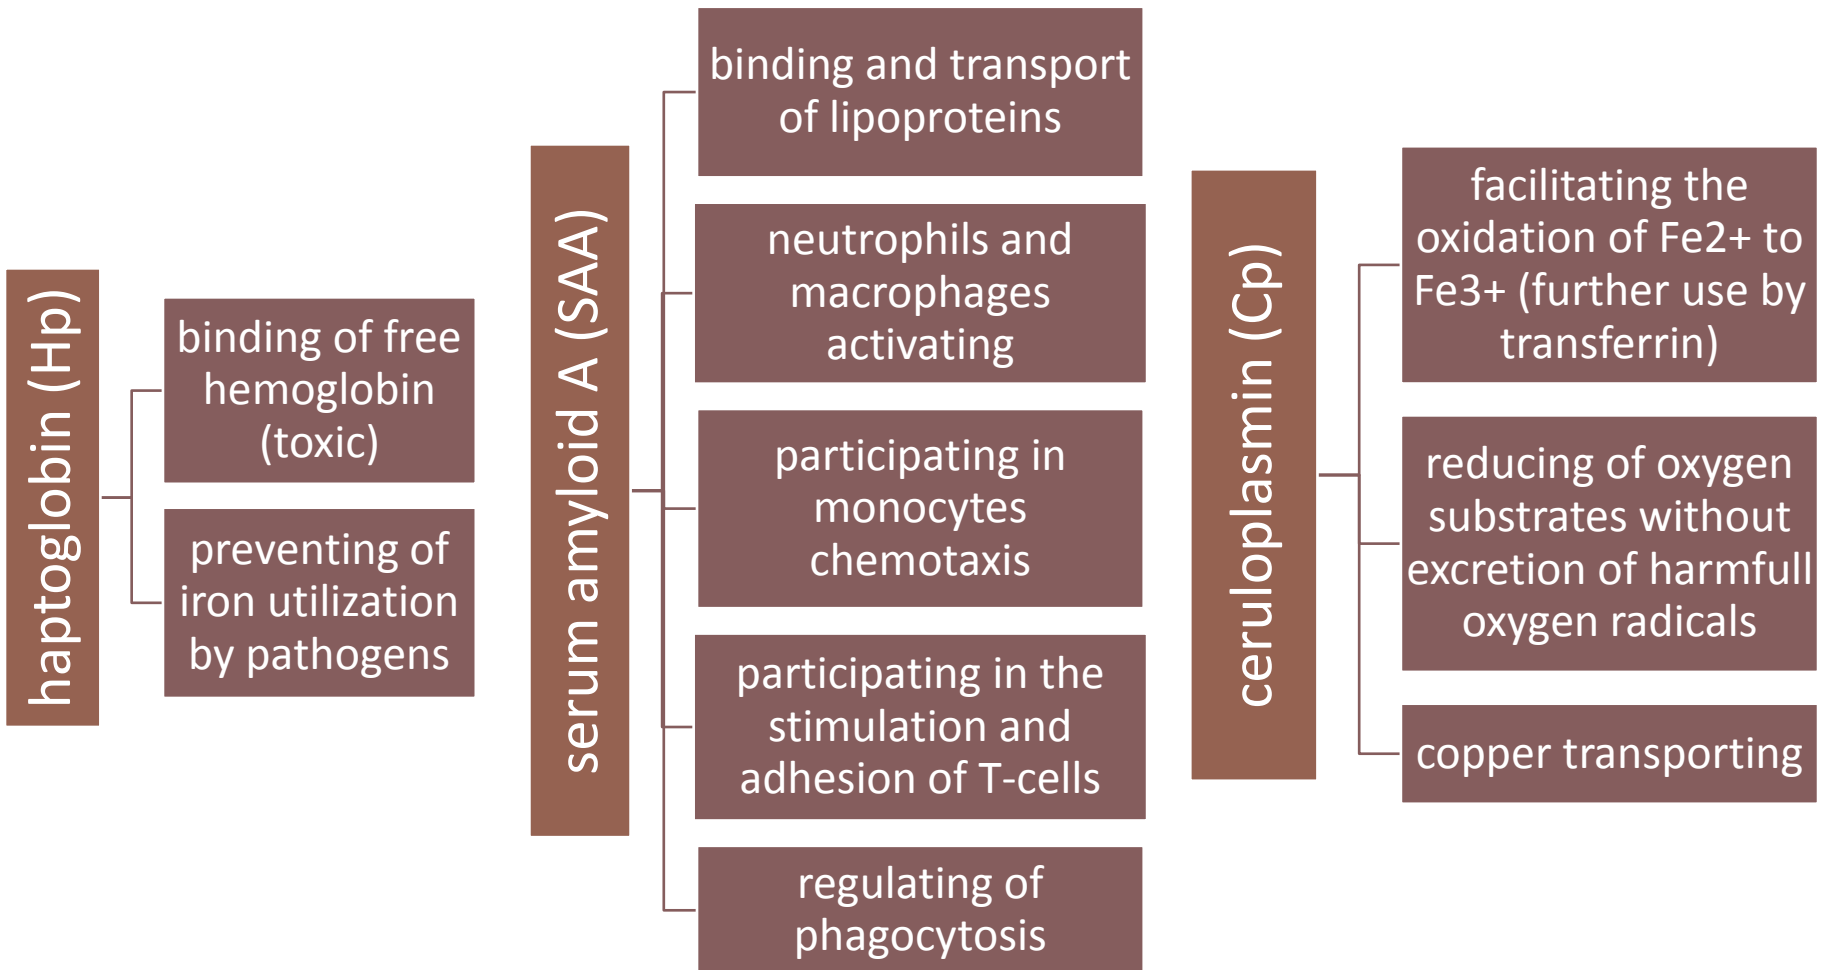 haptoglobin (Hp)
binding of free
hemoglobin
(toxic)
preventing of
iron utilization
by pathogens
serum amyloid A (SAA)
binding and transport
of lipoproteins
neutrophils and
macrophages
activating
participating in
monocytes
chemotaxis
participating in the
stimulation and
adhesion of T-cells
regulating of
phagocytosis
ceruloplasmin (Cp)
facilitating the
oxidation of Fe2+ to
Fe3+ (further use by
transferrin)
reducing of oxygen
substrates without
excretion of harmfull
oxygen radicals
copper transporting